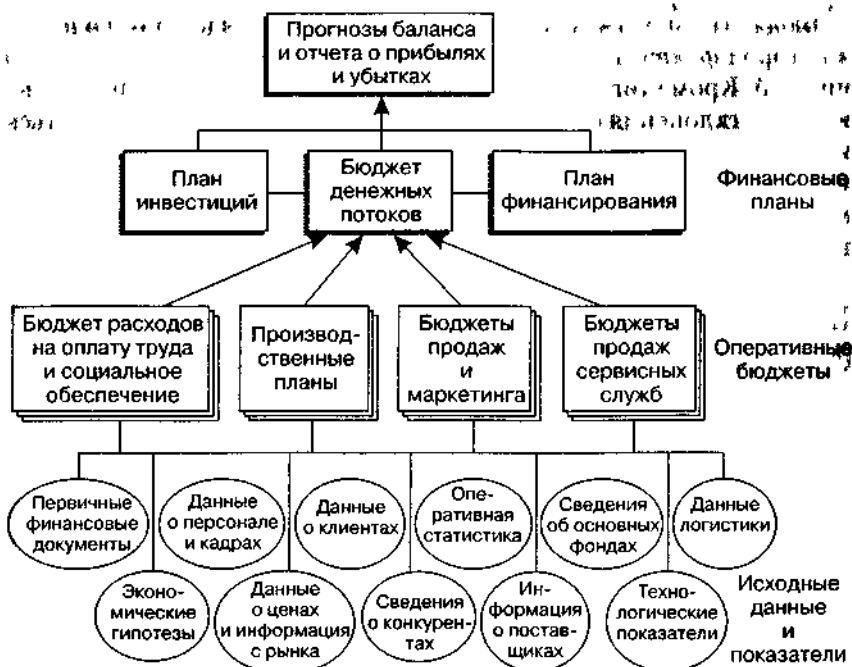 Прогнозы баланса
и отчета о прибылях
и убытках
План
инвестиций
Бюджет
денежных
потоков
План
финансирования
Финансовые
планы
Бюджет расходов
на оплату труда
и социальное
обеспечение
Производ-
ственные
планы
Бюджеты
продаж
и
маркетинга
Бюджеты
продаж
сервисных
служб
Оперативные
бюджеты
Первичные
финансовые
документы
Данные
о персонале
и кадрах
Данные
о клиентах
Опе-
ративная
статистика
Сведения
об основных
фондах
Данные
логистики
Эконо-
мические
гипотезы
Данные
о ценах
и информация
с рынка
Сведения
о конкурен-
тах
Ин-
формация
о постав-
щиках
Техно-
логические
показатели
Исходные
данные
и
показатели